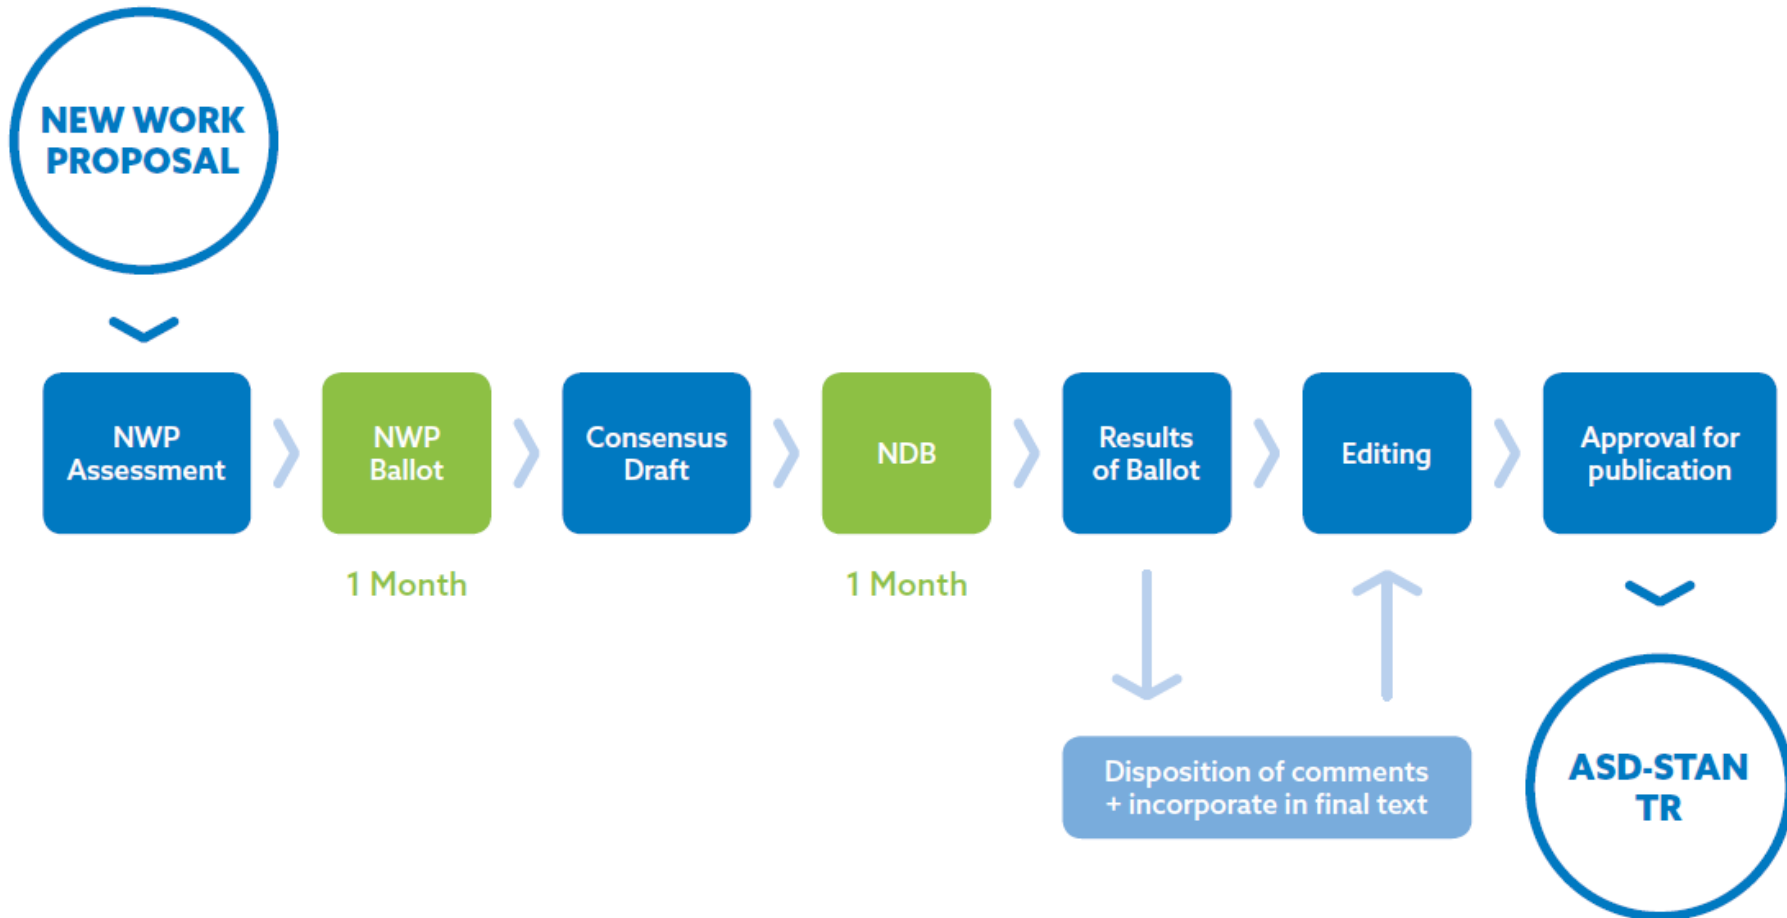 NEW WORK
PROPOSAL
NWP
Assessment
NWP
Ballot
1 Month
Consensus
Draft
NDB
1 Month
Results
of Ballot
Editing
Approval for
publication
Disposition of comments
+ incorporate in final text
ASD-STAN
TR